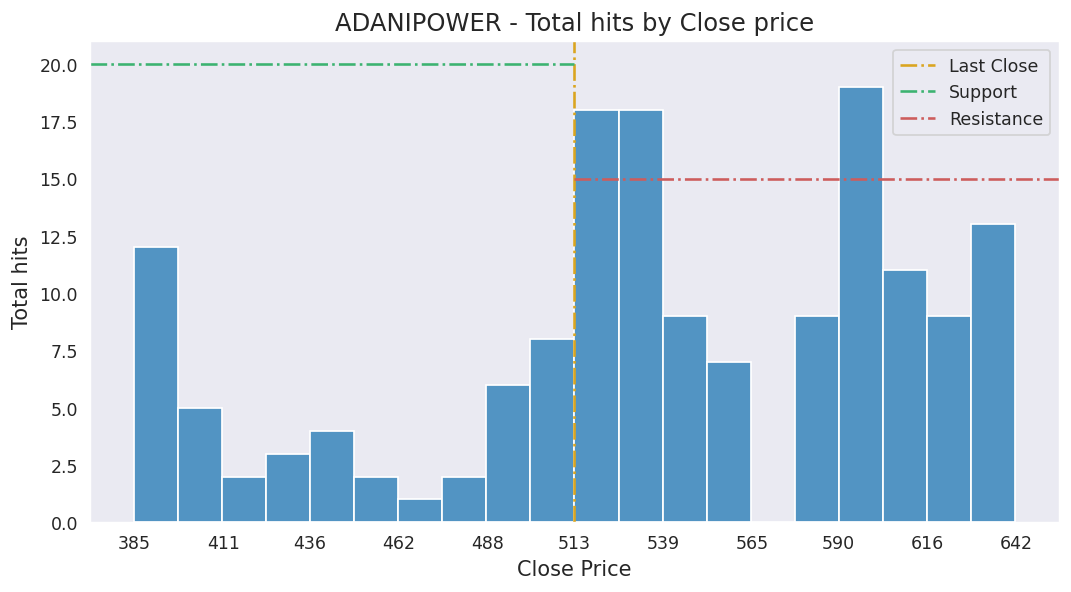 ADANIPOWER - Total hits by Close price
20.0
17.5
15.0
12.5
10.0
7.5
5.0
2.5
0.0
Total hits
Last Close
Support
Resistance
385 411 436 462 488 513 539 565 590 616 642
Close Price